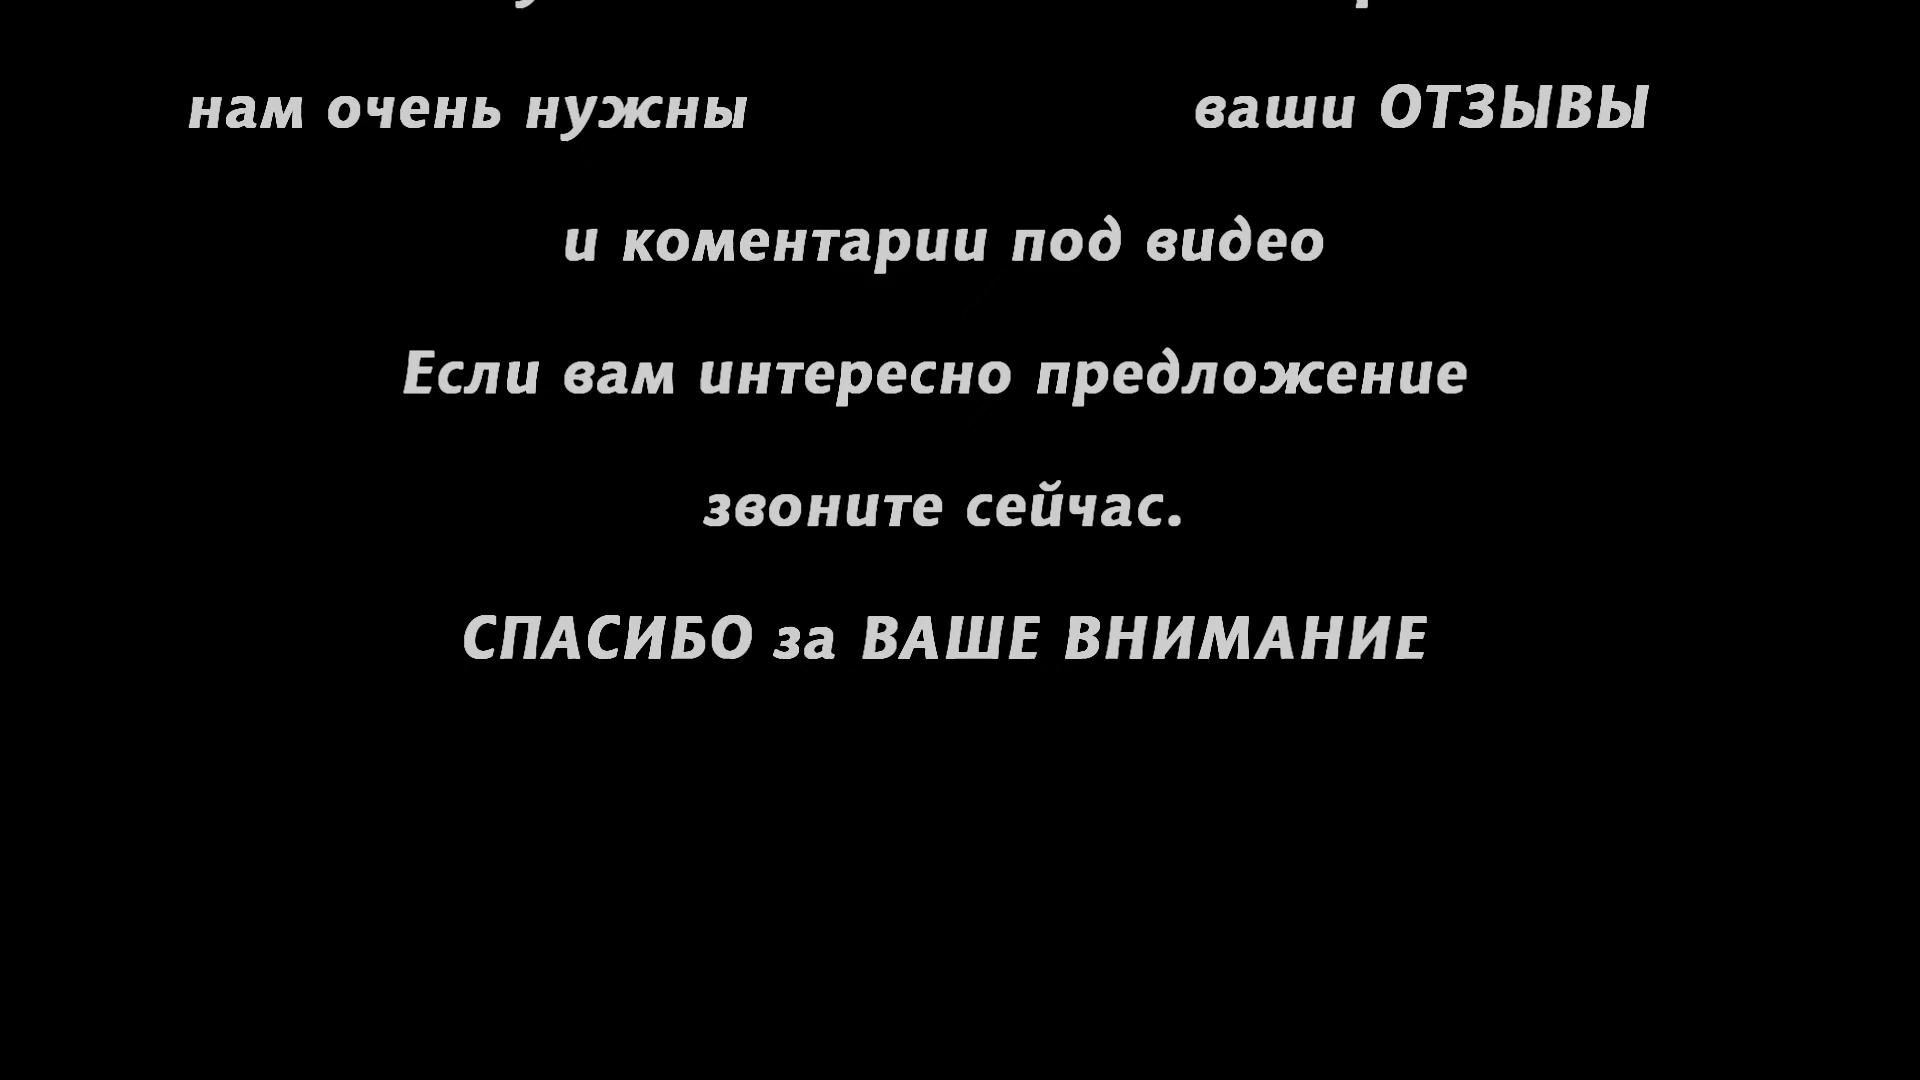 нам очень нужны ваши ОТЗЫВЫ
и коментарии под видео
Если вам интересно предложение
звоните сейчас.
СПАСИБО за ВАШЕ ВНИМАНИЕ